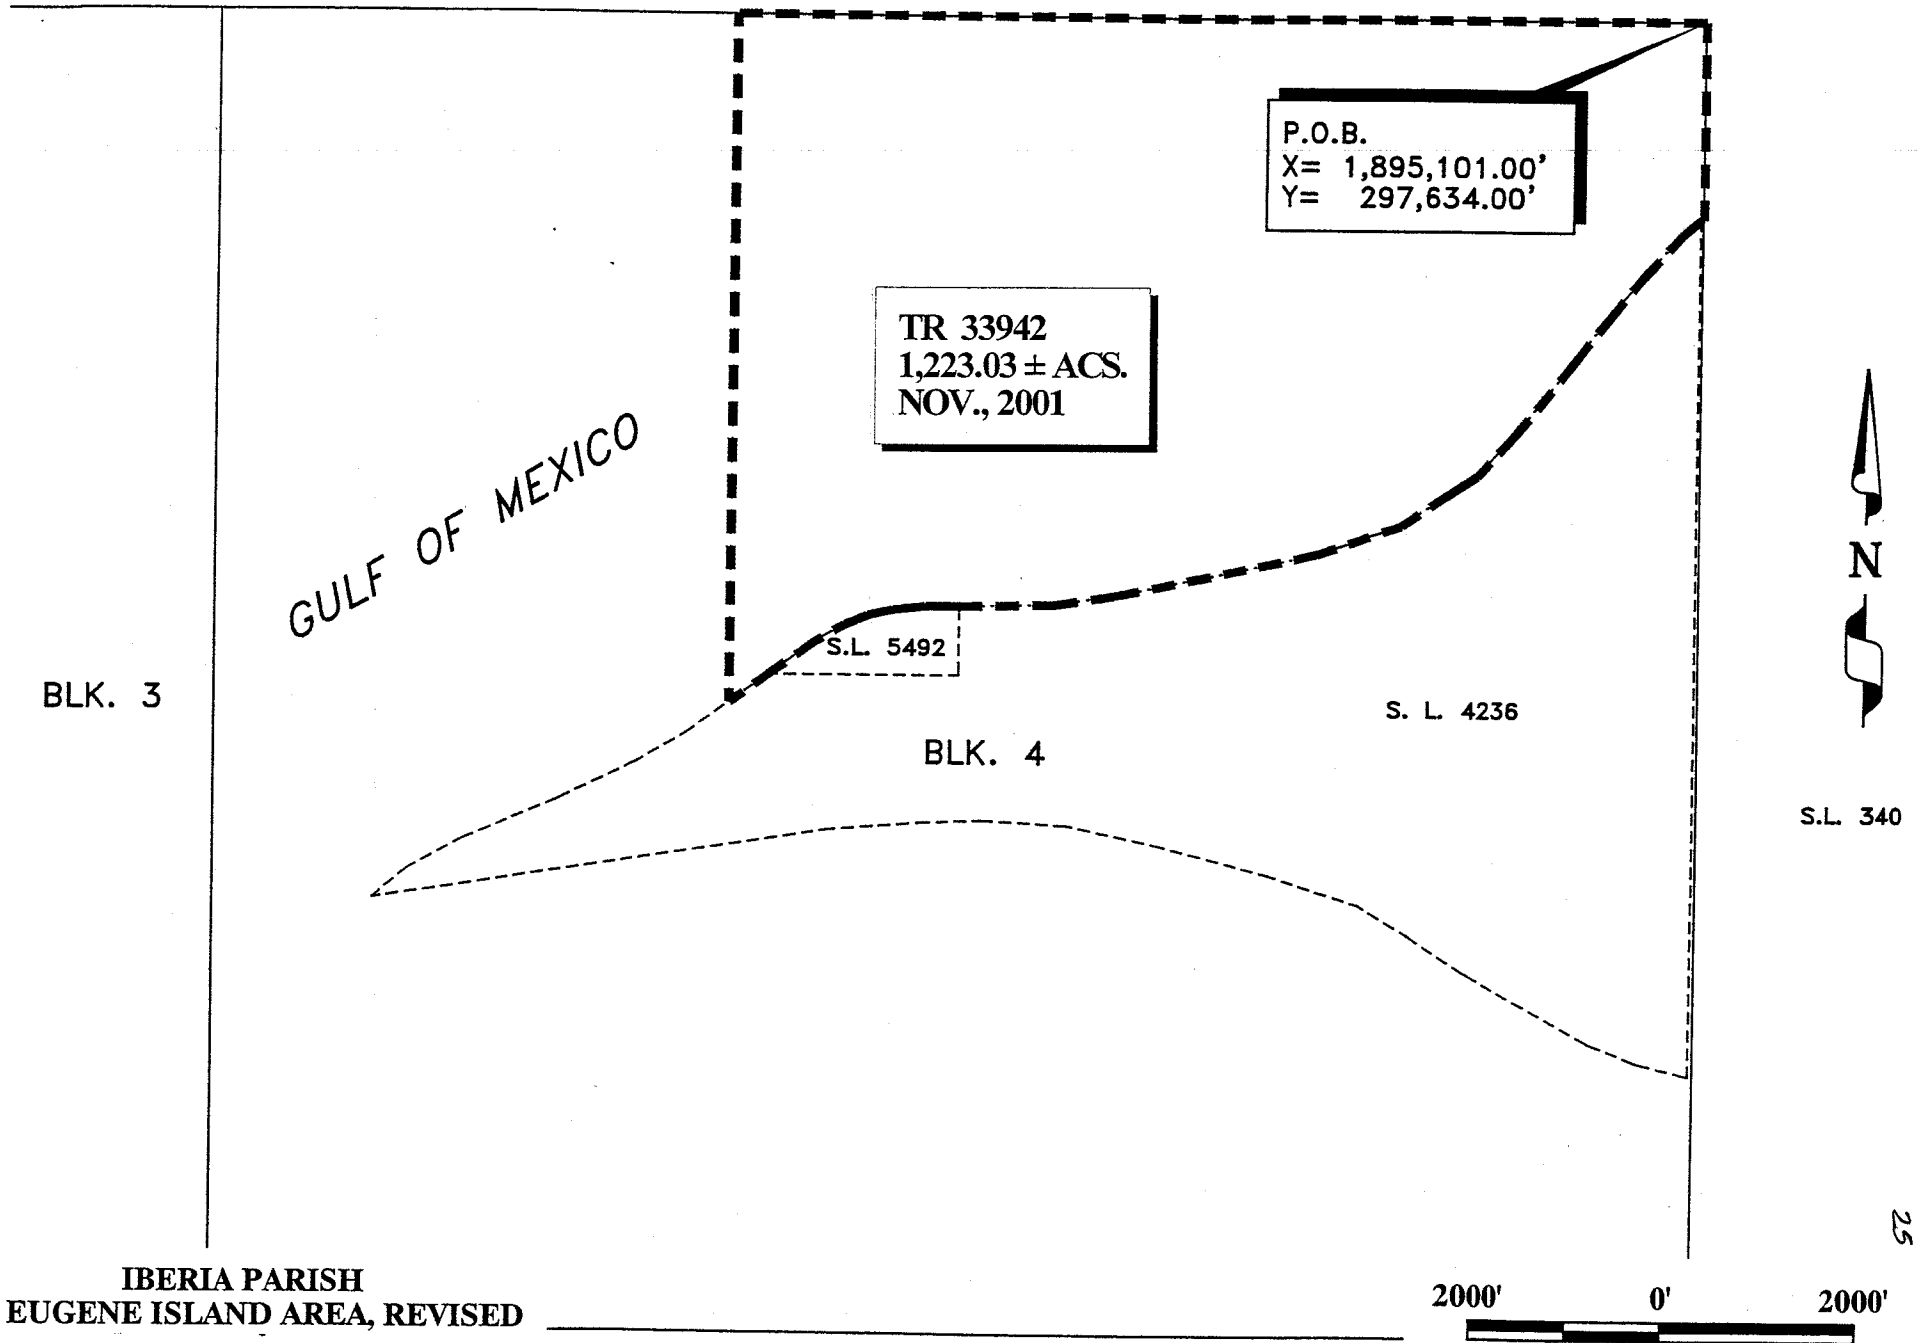 P.O.B.
X= 1,895,101.00'
Y= 297,634.00'
TR 33942
1,223.03 ± ACS.
NOV., 2001
GULF OF MEXICO
N
S.L. 5492
BLK. 3
S. L. 4236
BLK. 4
S.L. 340
25
IBERIA PARISH
EUGENE ISLAND AREA, REVISED
2000' 0' 2000'